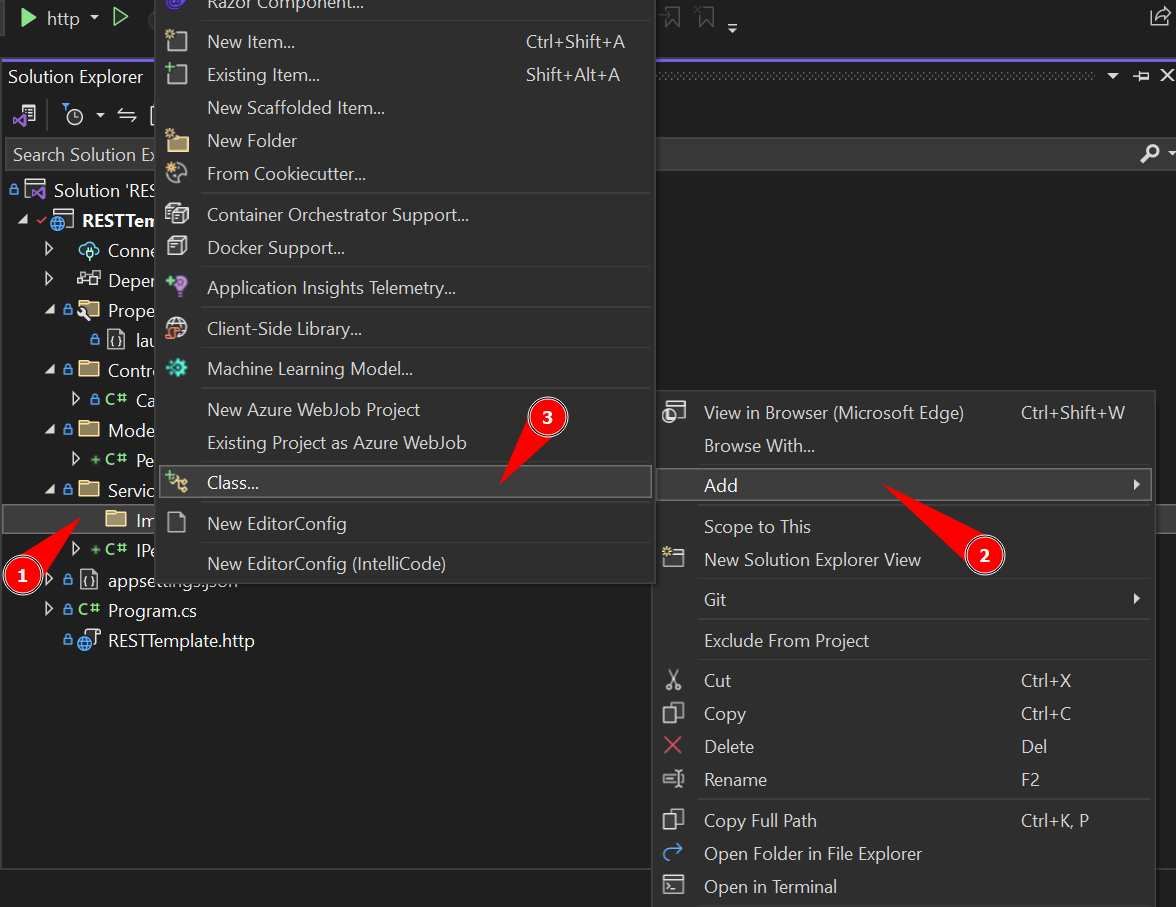 http
Razor Component...
New Item... Ctrl+Shift+A
Existing Item... Shift+Alt+A
New Scaffolded Item...
New Folder
From Cookiecutter...
Container Orchestrator Support...
Docker Support...
Application Insights Telemetry...
Client-Side Library...
Machine Learning Model...
New Azure WebJob Project
Existing Project as Azure WebJob
Class...
New EditorConfig
New EditorConfig (IntelliCode)
Solution Explorer
Search Solution Ex
Solution 'RES
RESTTem
Conne
Deper
Prope
lau
Contr
C# Ca
Mode
C# Pe
Servic
Im
C# IPe
appsettings.json
C# Program.cs
RESTTemplate.http
View in Browser (Microsoft Edge) Ctrl+Shift+W
Browse With...
Add
Scope to This
New Solution Explorer View
Git
Exclude From Project
Cut Ctrl+X
Copy Ctrl+C
Delete Del
Rename F2
Copy Full Path Ctrl+K, P
Open Folder in File Explorer
Open in Terminal
1
2
3